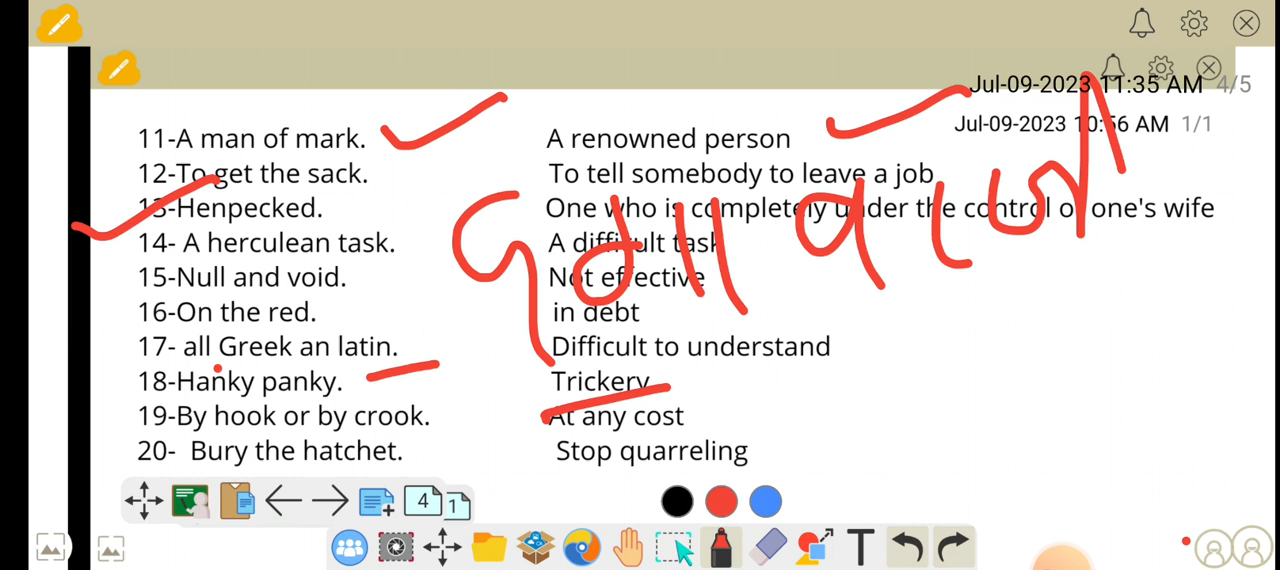 Jul-09-2023 11:35 AM 4/5
Jul-09-2023 10:56 AM 1/1
11-A man of mark. A renowned person
12-To get the sack. To tell somebody to leave a job
13-Henpecked. One who is completely under the control of one's wife
14- A herculean task. A difficult task
15-Null and void. Not effective
16-On the red. in debt
17- all Greek an latin. Difficult to understand
18-Hanky panky. Trickery
19-By hook or by crook. At any cost
20- Bury the hatchet. Stop quarreling
4 1
T